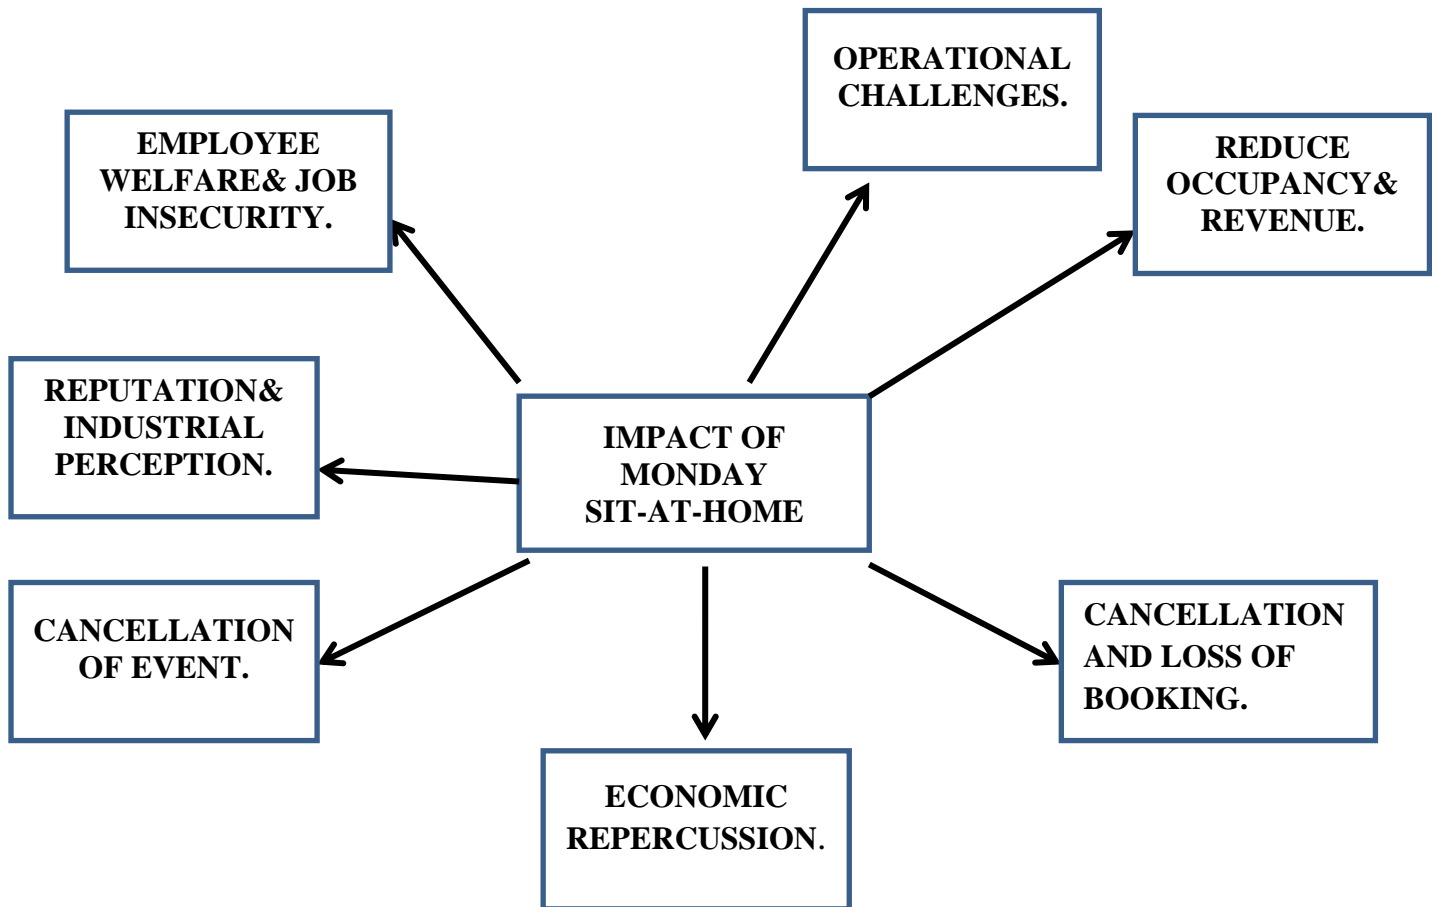 OPERATIONAL
CHALLENGES.
EMPLOYEE
WELFARE& JOB
INSECURITY.
REDUCE
OCCUPANCY&
REVENUE.
REPUTATION&
INDUSTRIAL
PERCEPTION.
IMPACT OF
MONDAY
SIT-AT-HOME
CANCELLATION
OF EVENT.
CANCELLATION
AND LOSS OF
BOOKING.
ECONOMIC
REPERCUSSION.